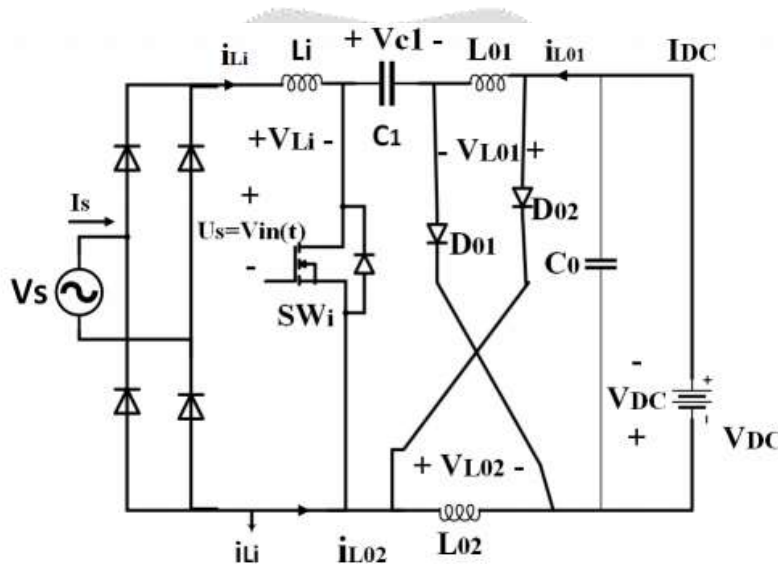 + Vc1 -
iLi
Li
L01
iL01
IDC
C1
+VLi -
- VL01 +
Is
+
Us=Vin(t)
-
D01
D02
C0
Vs
SWi
-
VDC
+
+
-
VDC
+ VL02 -
iLi
iL02
L02